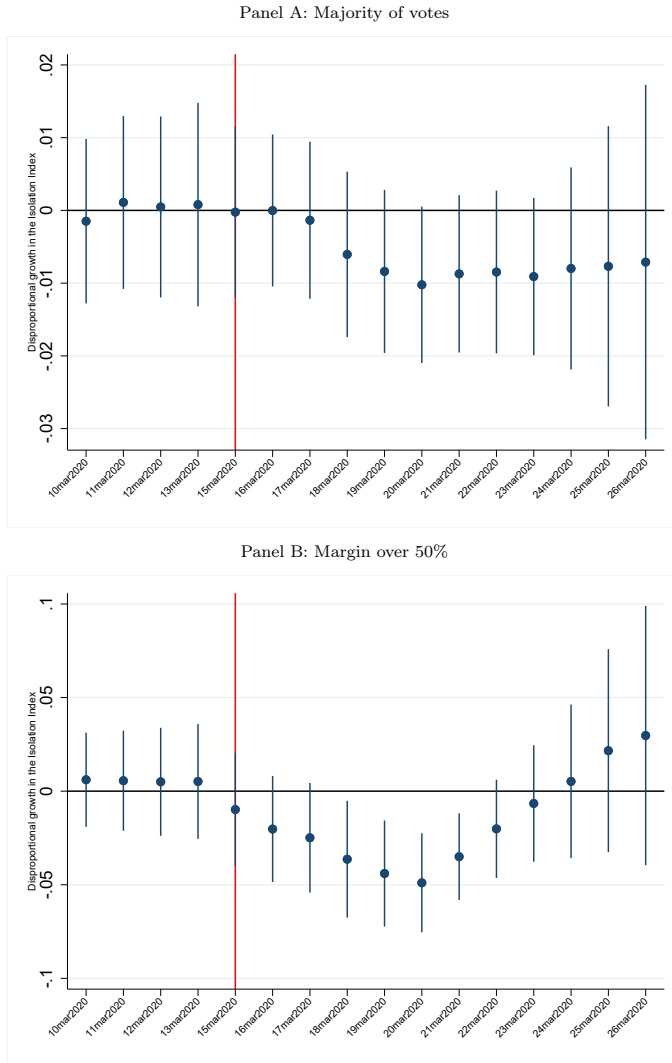 Panel A: Majority of votes
Disproportional growth in the Isolation Index
.02
.01
0
-.01
-.02
-.03
10mar2020
11mar2020
12mar2020
13mar2020
15mar2020
16mar2020
17mar2020
18mar2020
19mar2020
20mar2020
21mar2020
22mar2020
23mar2020
24mar2020
25mar2020
26mar2020
Panel B: Margin over 50%
Disproportional growth in the Isolation Index
.1
.05
0
-.05
-.1
10mar2020
11mar2020
12mar2020
13mar2020
15mar2020
16mar2020
17mar2020
18mar2020
19mar2020
20mar2020
21mar2020
22mar2020
23mar2020
24mar2020
25mar2020
26mar2020